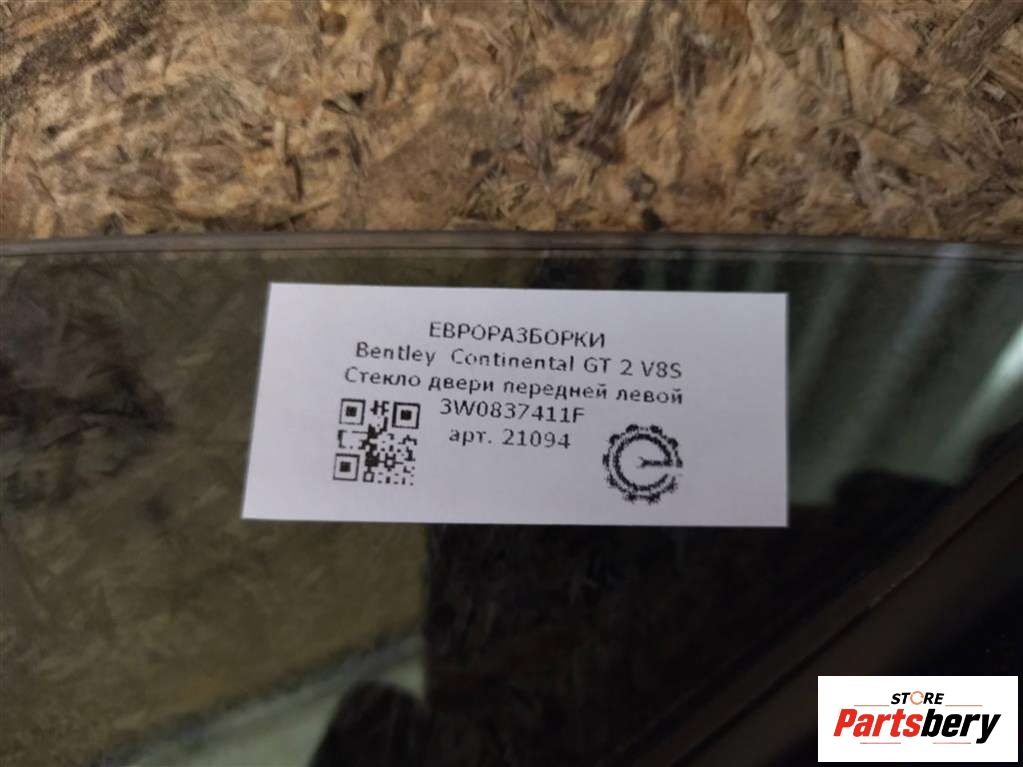 ЕВРОРАЗБОРКИ
Bentley Continental GT 2 V8S
Стекло двери передней левой
3W0837411F
арт. 21094
STORE
Partsbery